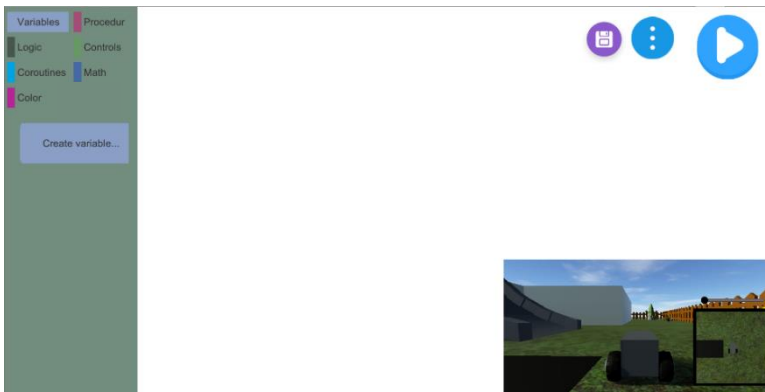 Variables Procedur
Logic Controls
Coroutines Math
Color
Create variable...